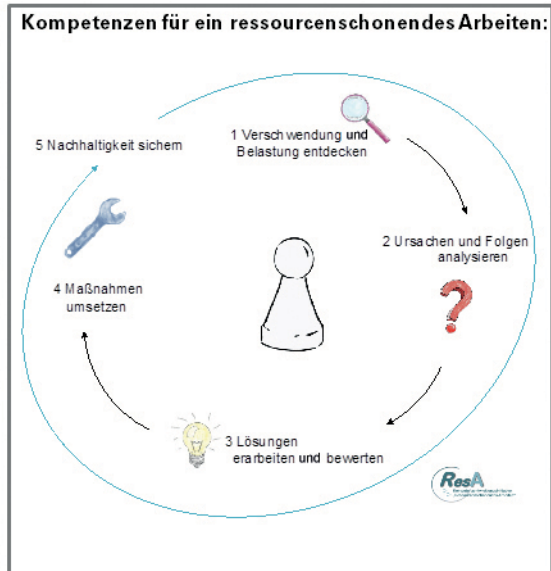 Kompetenzen für ein ressourcenschonendes Arbeiten:
1 Verschwendung und
Belastung entdecken
5 Nachhaltigkeit sichern
2 Ursachen und Folgen
analysieren
4 Maßnahmen
umsetzen
3 Lösungen
erarbeiten und bewerten
ResA